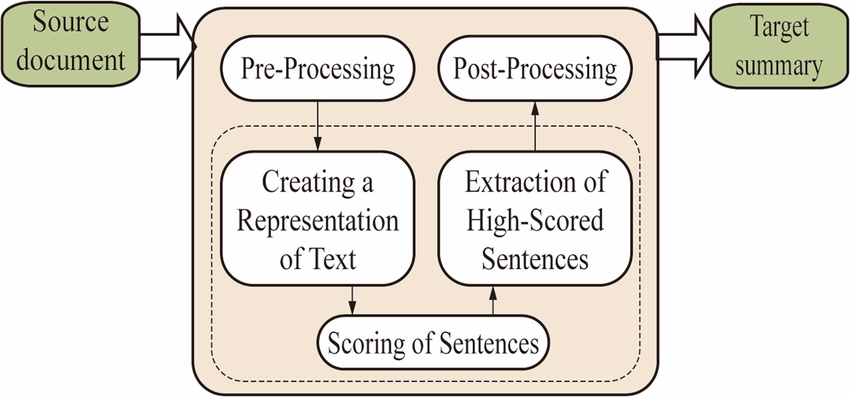 Source
document
Pre-Processing
Post-Processing
Target
summary
Creating a
Representation
of Text
Extraction of
High-Scored
Sentences
Scoring of Sentences